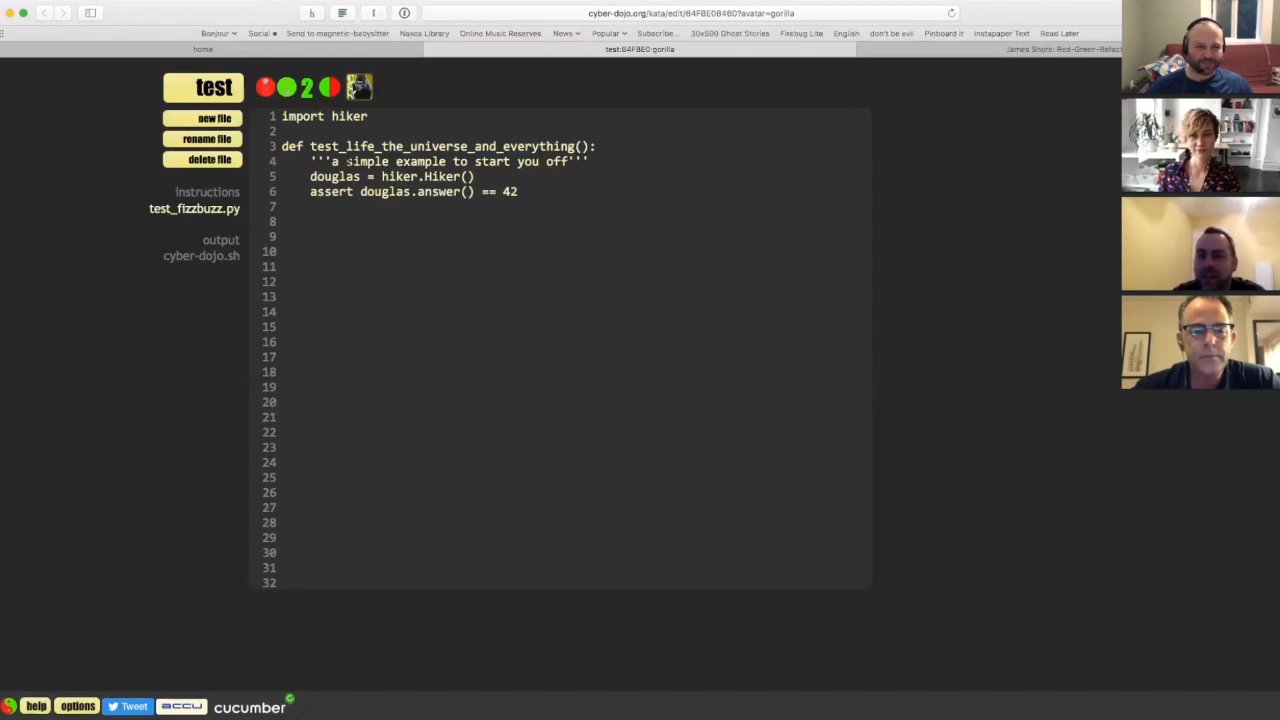 cyber-dojo.org/kata/edit/64FBE08460?avatar=gorilla
Bonjour Social Send to magnetic-babysitter Naxos Library Online Music Reserves News Popular Subscribe... 30x500 Ghost Stories Firebug Lite English don't be evil Pinboard it Instapaper Text Read Later
home test:64FBE0:gorilla James Shore: Red-Green-Refact
test
2
new file
rename file
delete file
instructions
test_fizzbuzz.py
output
cyber-dojo.sh
1 import hiker
2
3 def test_life_the_universe_and_everything():
4 '''a simple example to start you off'''
5 douglas = hiker.Hiker()
6 assert douglas.answer() == 42
7
8
9
10
11
12
13
14
15
16
17
18
19
20
21
22
23
24
25
26
27
28
29
30
31
32
help options Tweet accu cucumber